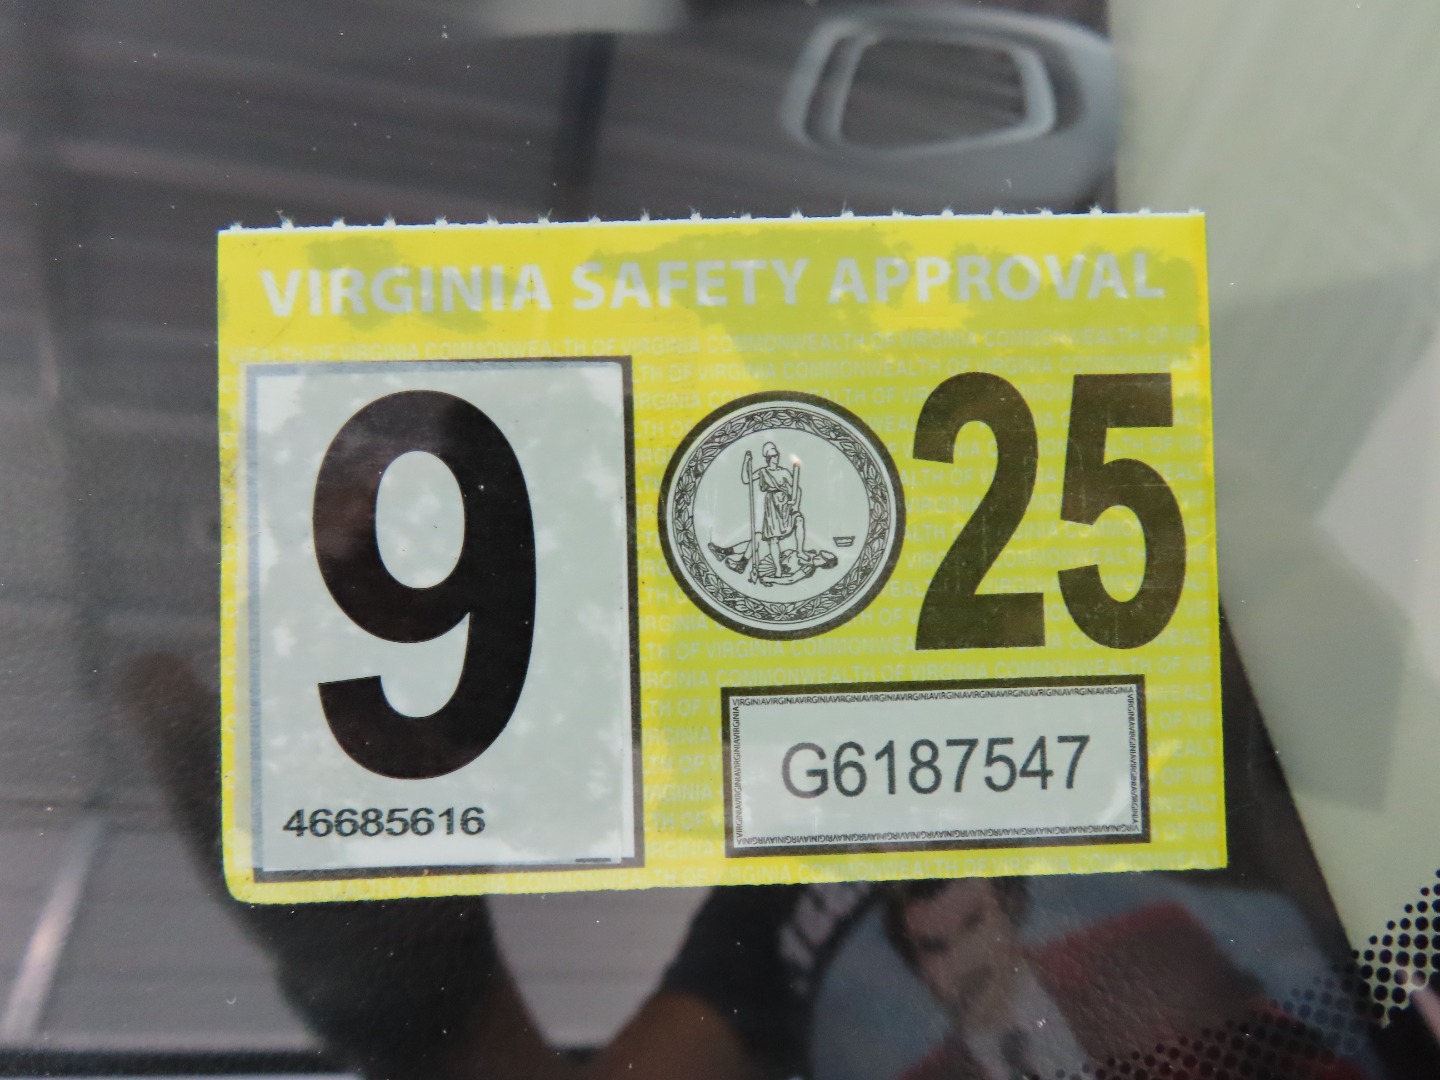 VIRGINIA SAFETY APPROVAL
9
25
46685616
G6187547